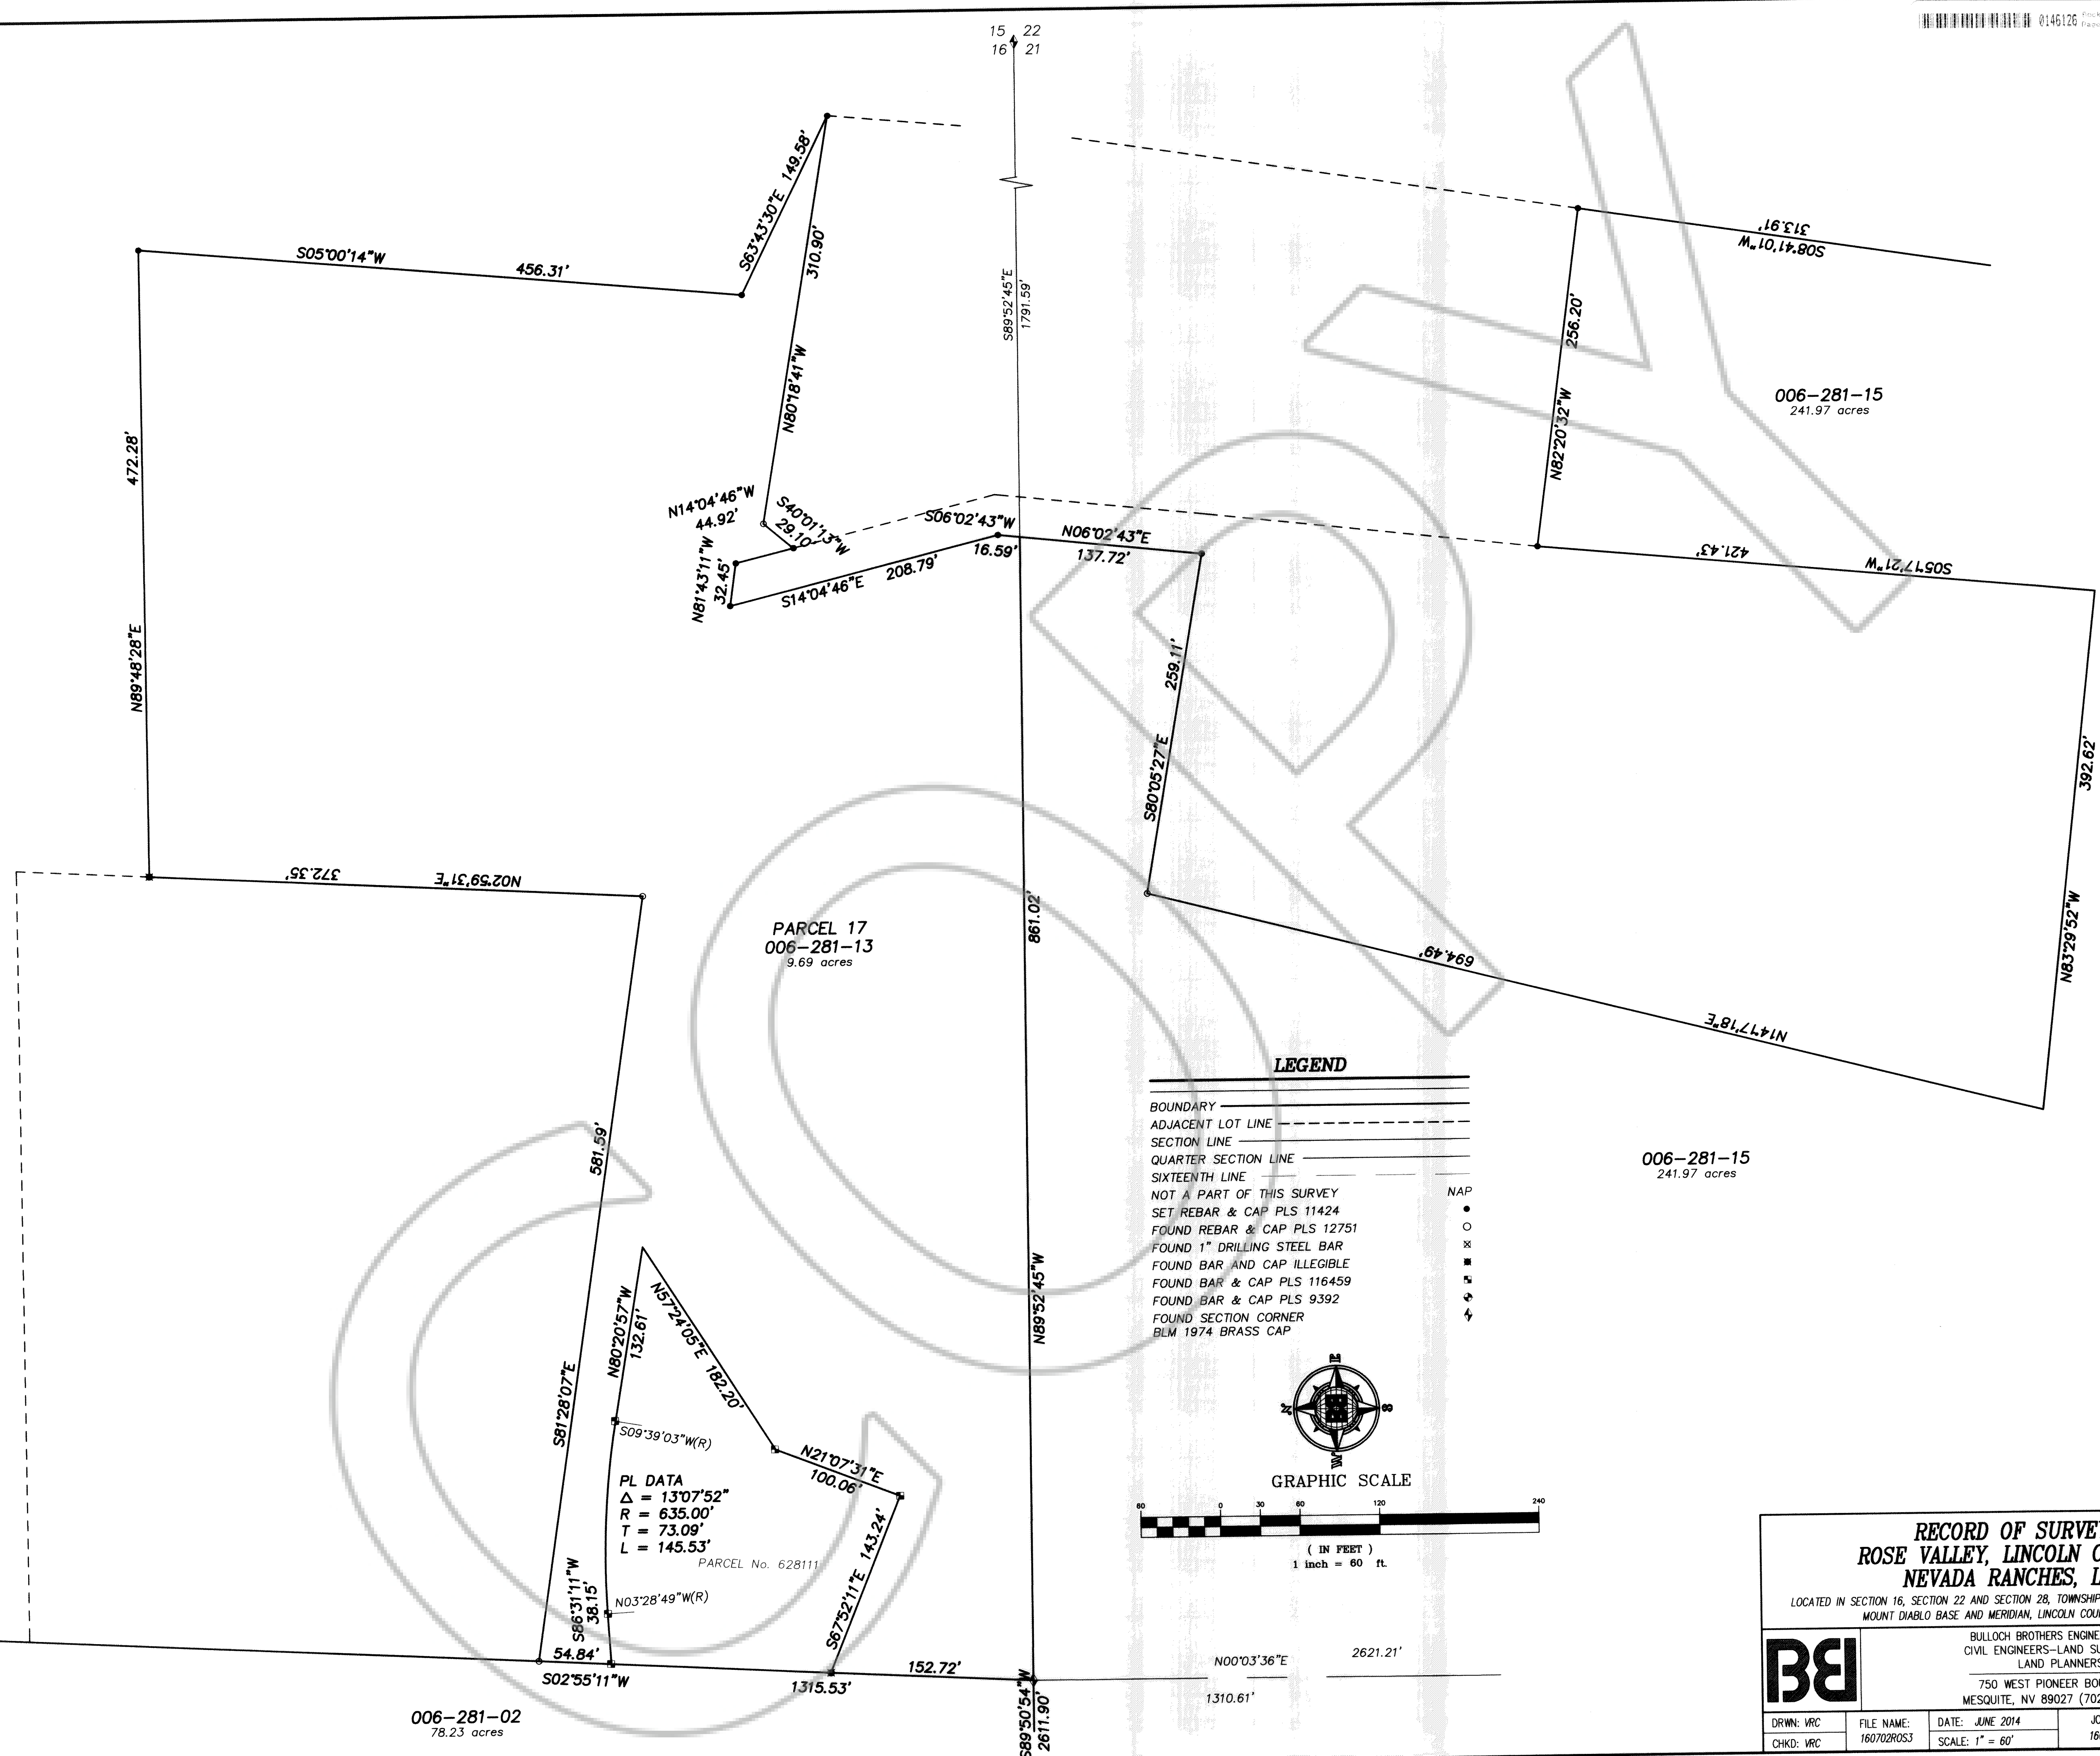 0146126
15 22
16 21
S63°43'30"E 149.58'
310.90'
N80°18'41"W
S05°00'14"W
456.31'
S89°52'45"E
1791.59'
313.91'
S08°41'01"W
256.20'
N82°20'32"W
006-281-15
241.97 acres
472.28'
N89°48'28"E
N14°04'46"W
44.92'
S40°01'13"W
29.10'
N81°43'11"W
32.45'
S14°04'46"E 208.79'
S06°02'43"W
16.59'
N06°02'43"E
137.72'
421.43'
S05°17'21"W
259.11'
S80°05'27"E
392.62'
N83°29'52"W
372.35'
N02°59'31"E
PARCEL 17
006-281-13
9.69 acres
861.02'
N89°52'45"W
694.49'
N14°17'18"E
006-281-15
241.97 acres
581.59'
S81°28'07"E
N80°20'57"W
132.61'
N57°24'05"E 182.20'
S09°39'03"W(R)
N21°07'31"E
100.06'
PL DATA
Δ = 13°07'52"
R = 635.00'
T = 73.09'
L = 145.53'
PARCEL No. 628111
S67°52'11"E 143.24'
S86°31'11"W
38.15'
N03°28'49"W(R)
54.84'
S02°55'11"W
1315.53'
152.72'
S89°50'54"W
2611.90'
N00°03'36"E
2621.21'
1310.61'
006-281-02
78.23 acres
LEGEND
BOUNDARY
ADJACENT LOT LINE
SECTION LINE
QUARTER SECTION LINE
SIXTEENTH LINE
NOT A PART OF THIS SURVEY NAP
SET REBAR & CAP PLS 11424
FOUND REBAR & CAP PLS 12751
FOUND 1" DRILLING STEEL BAR
FOUND BAR AND CAP ILLEGIBLE
FOUND BAR & CAP PLS 116459
FOUND BAR & CAP PLS 9392
FOUND SECTION CORNER
BLM 1974 BRASS CAP
N
E
S
W
GRAPHIC SCALE
60 0 30 60 120 240
( IN FEET )
1 inch = 60 ft.
COPY
RECORD OF SURVE
ROSE VALLEY, LINCOLN C
NEVADA RANCHES, L
LOCATED IN SECTION 16, SECTION 22 AND SECTION 28, TOWNSHIP
MOUNT DIABLO BASE AND MERIDIAN, LINCOLN COU
BB
BULLOCH BROTHERS ENGINE
CIVIL ENGINEERS-LAND SU
LAND PLANNERS
750 WEST PIONEER BO
MESQUITE, NV 89027 (702
DRWN: VRC
CHKD: VRC
FILE NAME:
160702ROS3
DATE: JUNE 2014
SCALE: 1" = 60'
JO
16